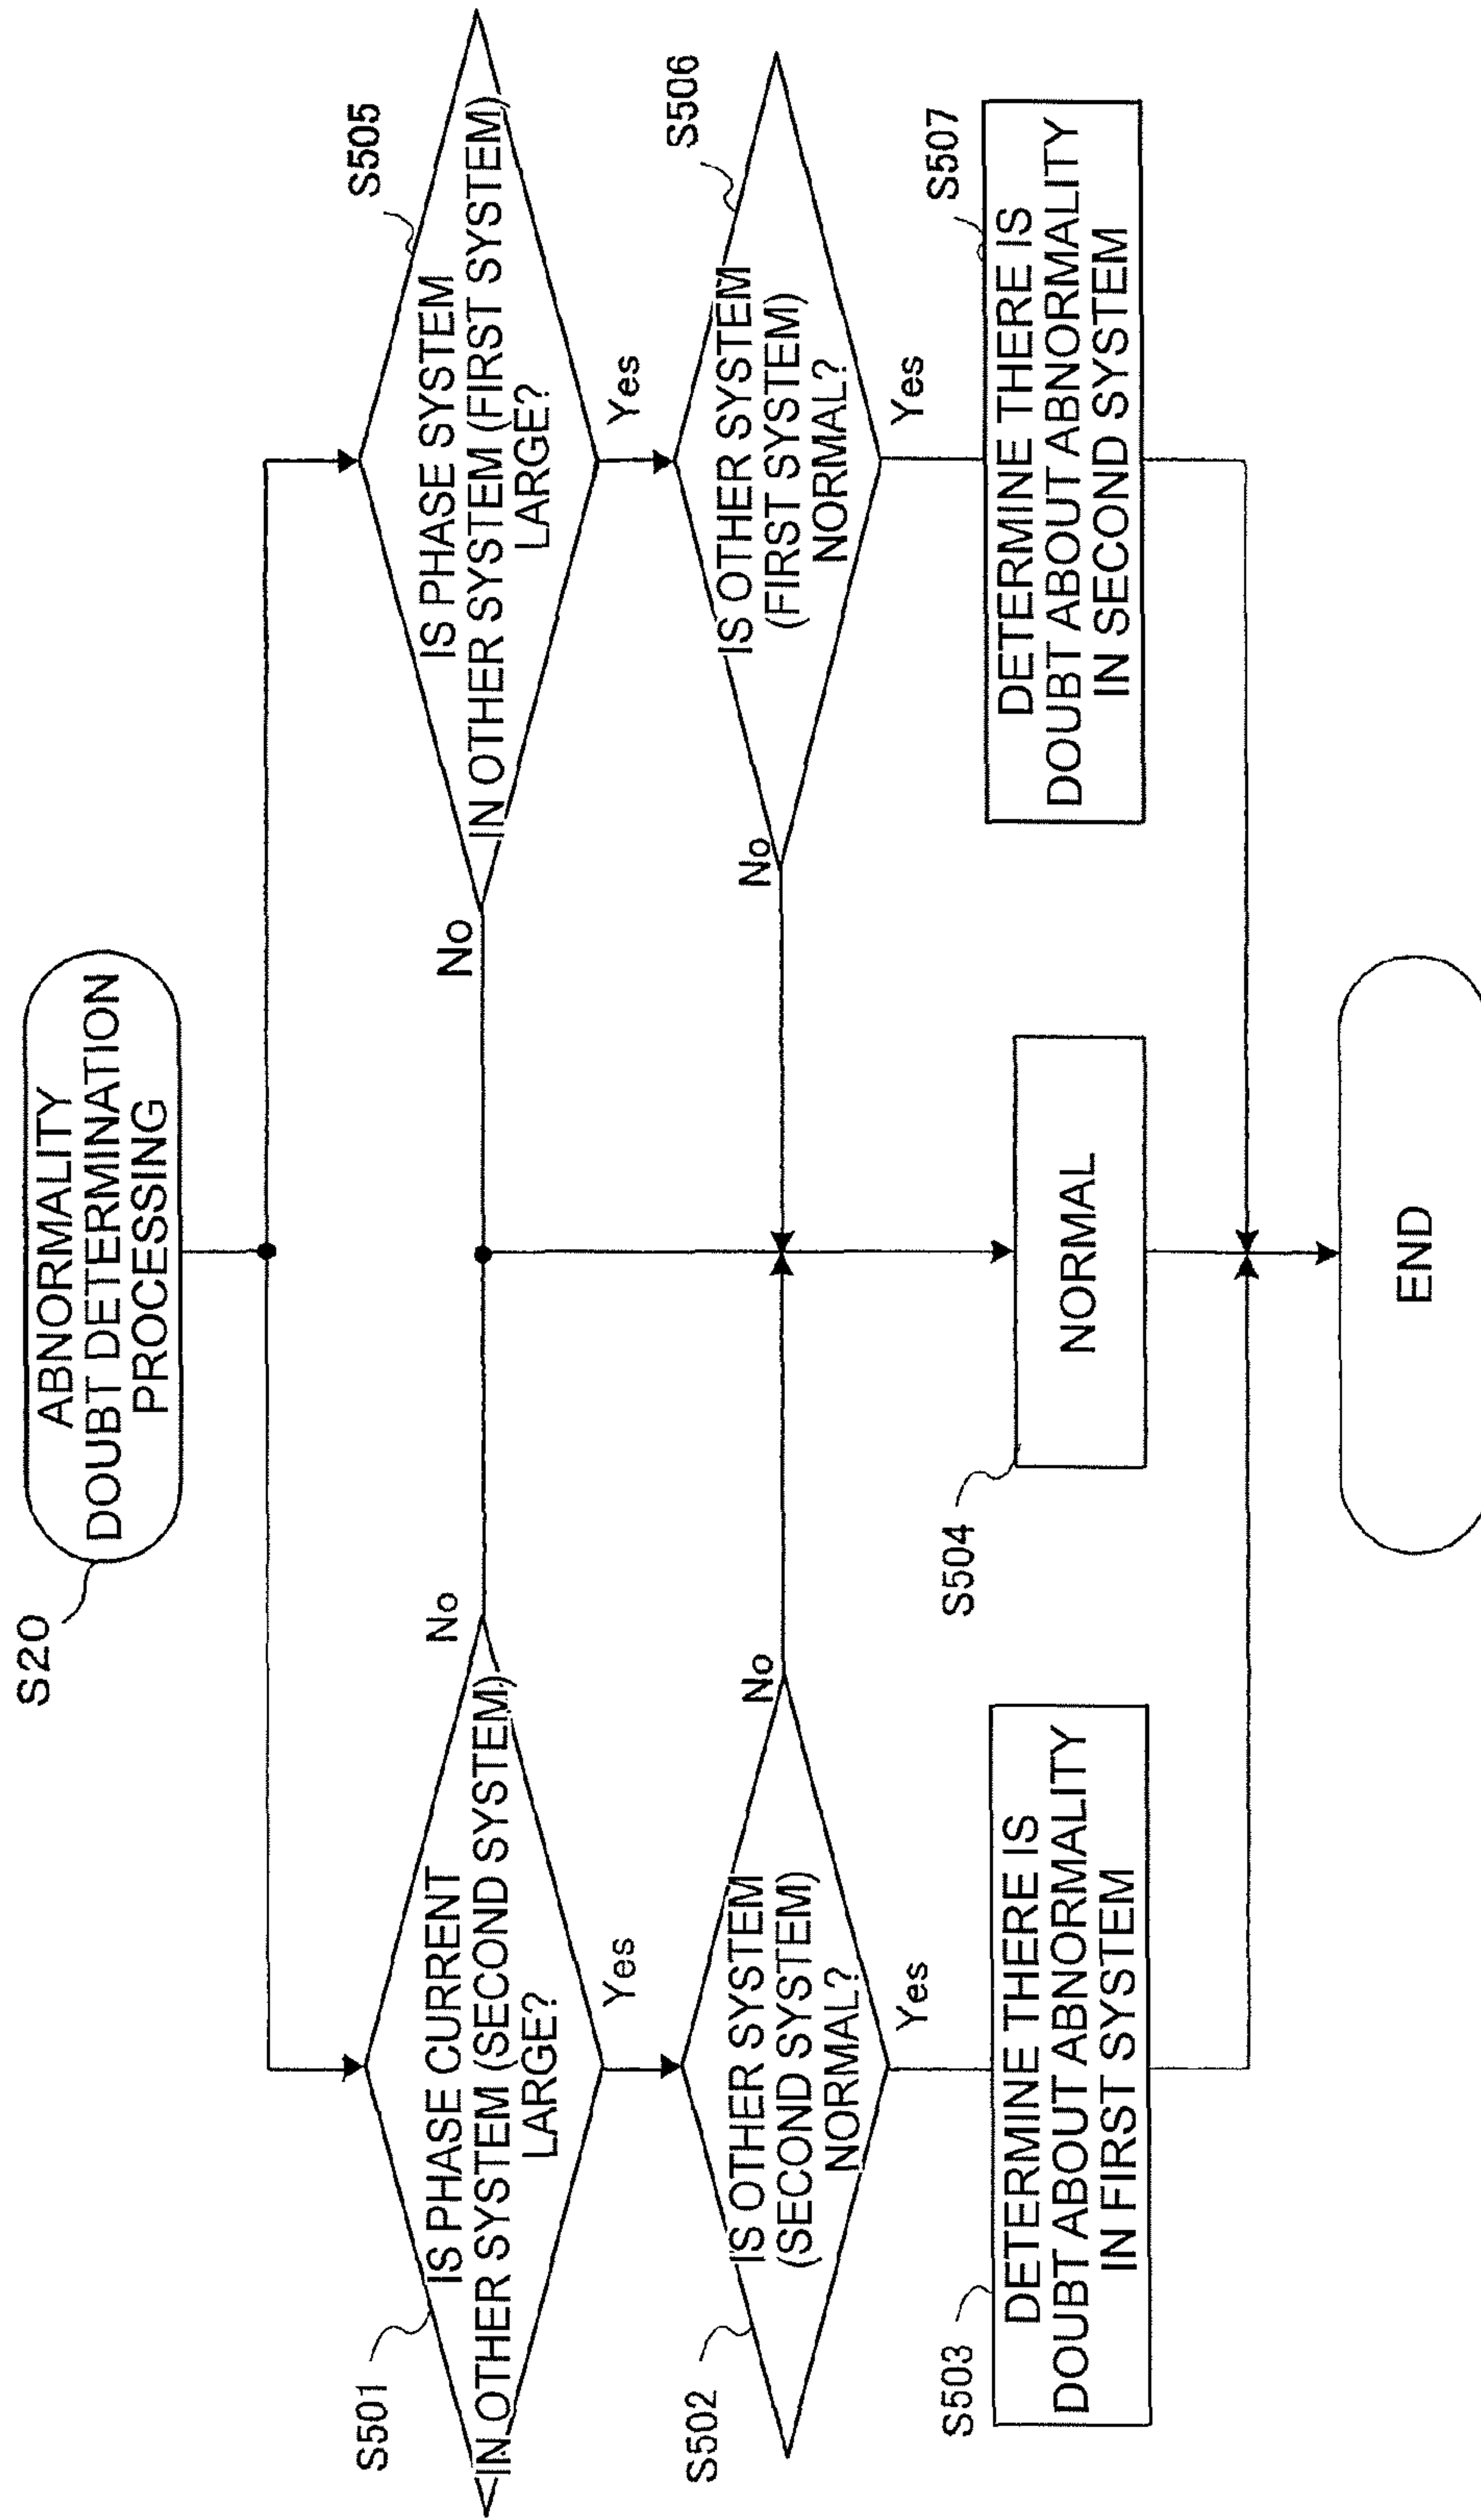 S20
ABNORMALITY
DOUBT DETERMINATION
PROCESSING
S501
IS PHASE CURRENT
IN OTHER SYSTEM (SECOND SYSTEM)
LARGE?
No
Yes
S505
IS PHASE SYSTEM
IN OTHER SYSTEM (FIRST SYSTEM)
LARGE?
No
Yes
S502
IS OTHER SYSTEM
(SECOND SYSTEM)
NORMAL?
No
Yes
S506
IS OTHER SYSTEM
(FIRST SYSTEM)
NORMAL?
No
Yes
S503
DETERMINE THERE IS
DOUBT ABOUT ABNORMALITY
IN FIRST SYSTEM
S504
NORMAL
S507
DETERMINE THERE IS
DOUBT ABOUT ABNORMALITY
IN SECOND SYSTEM
END